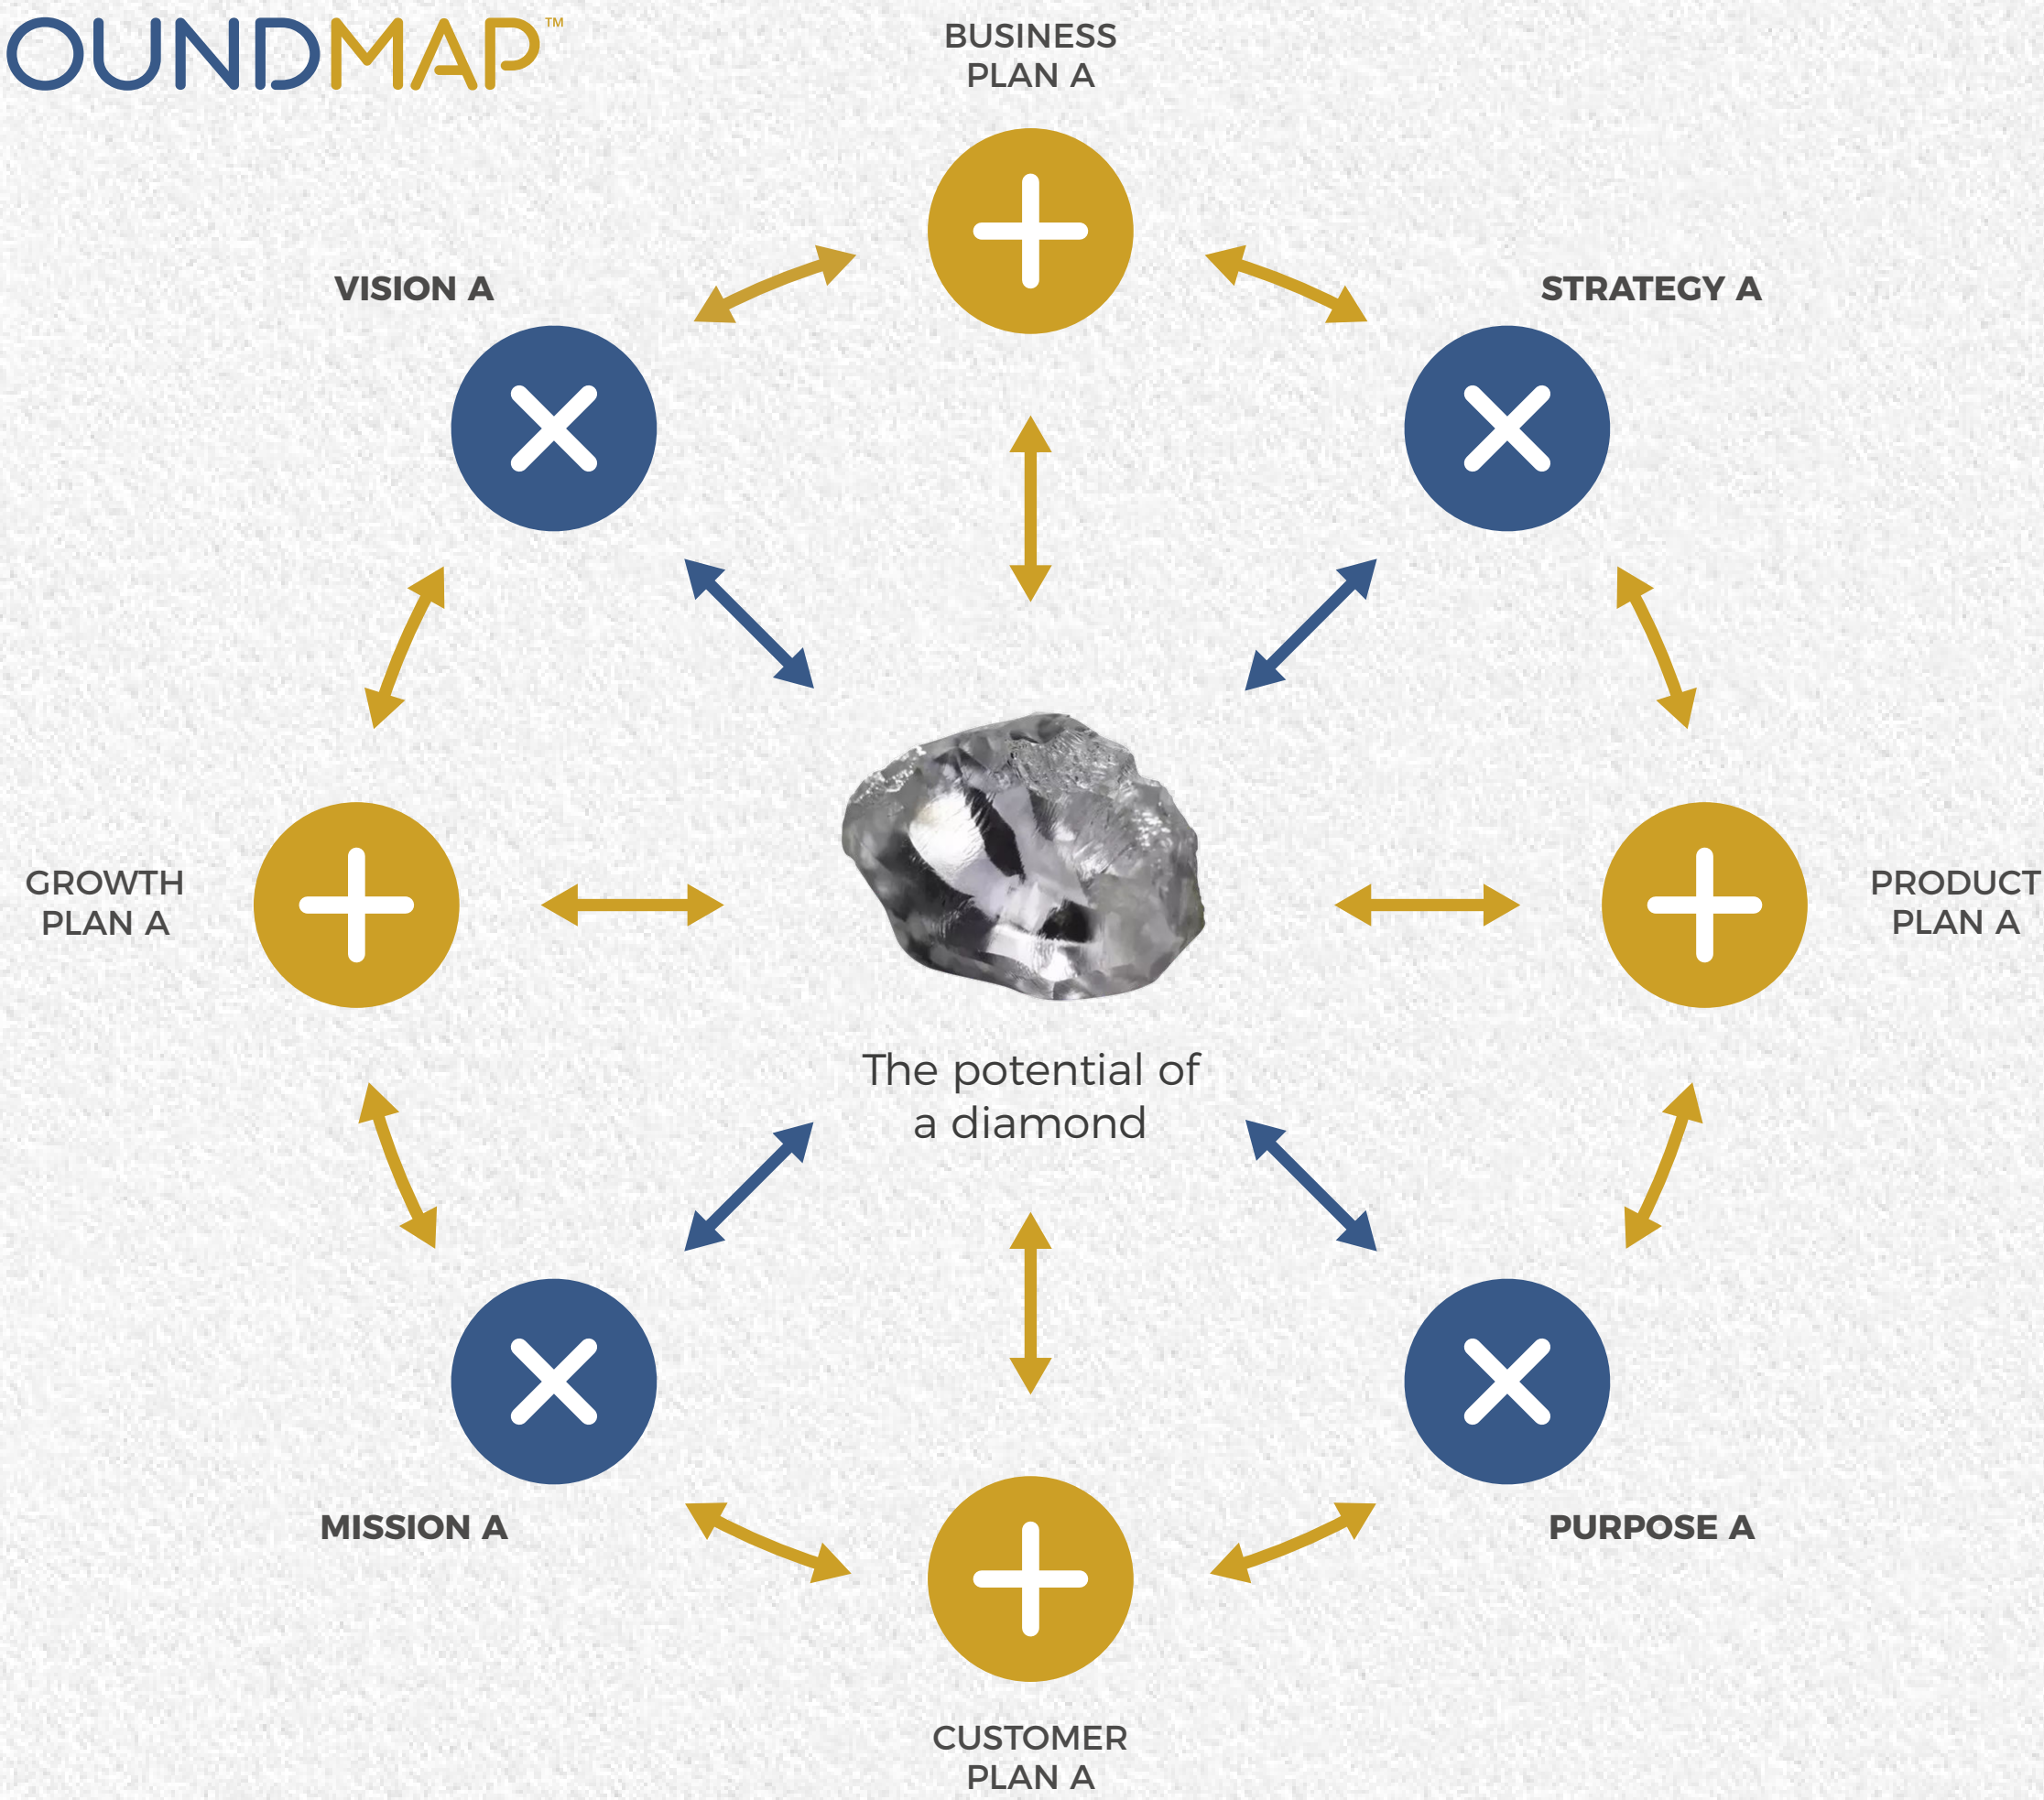 OUNDMAP™
BUSINESS
PLAN A
VISION A
STRATEGY A
GROWTH
PLAN A
PRODUCT
PLAN A
The potential of
a diamond
MISSION A
PURPOSE A
CUSTOMER
PLAN A